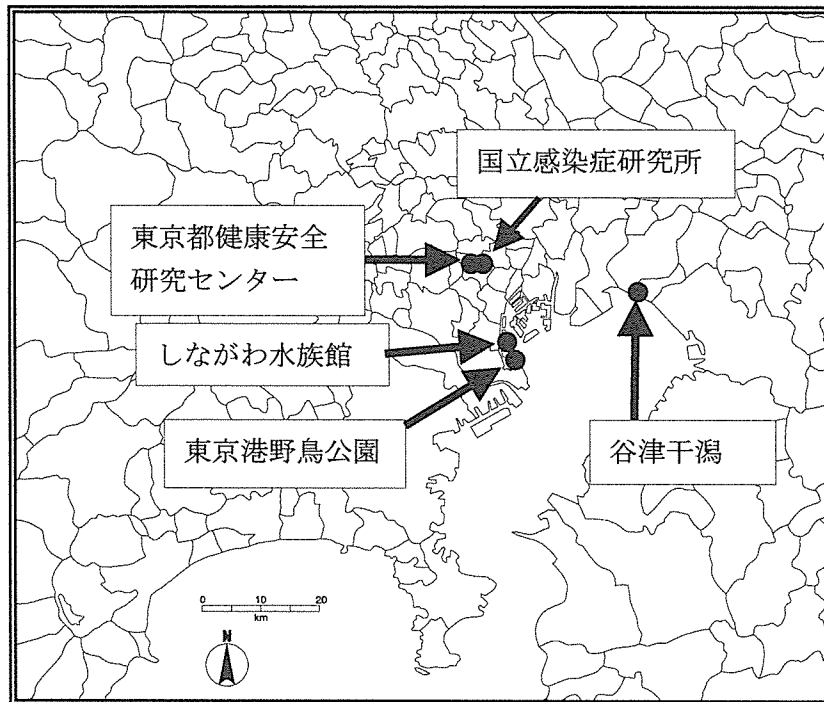 国立感染症研究所
東京都健康安全
研究センター
しながわ水族館
東京港野鳥公園
谷津干潟
0 10 20
km
N